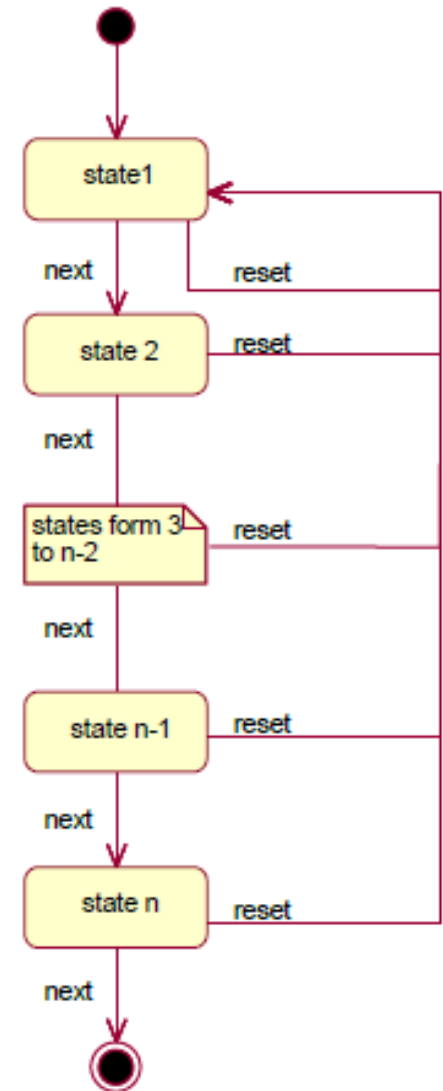 state1
next
reset
state 2
reset
next
states form 3
to n-2
reset
next
state n-1
reset
next
state n
reset
next